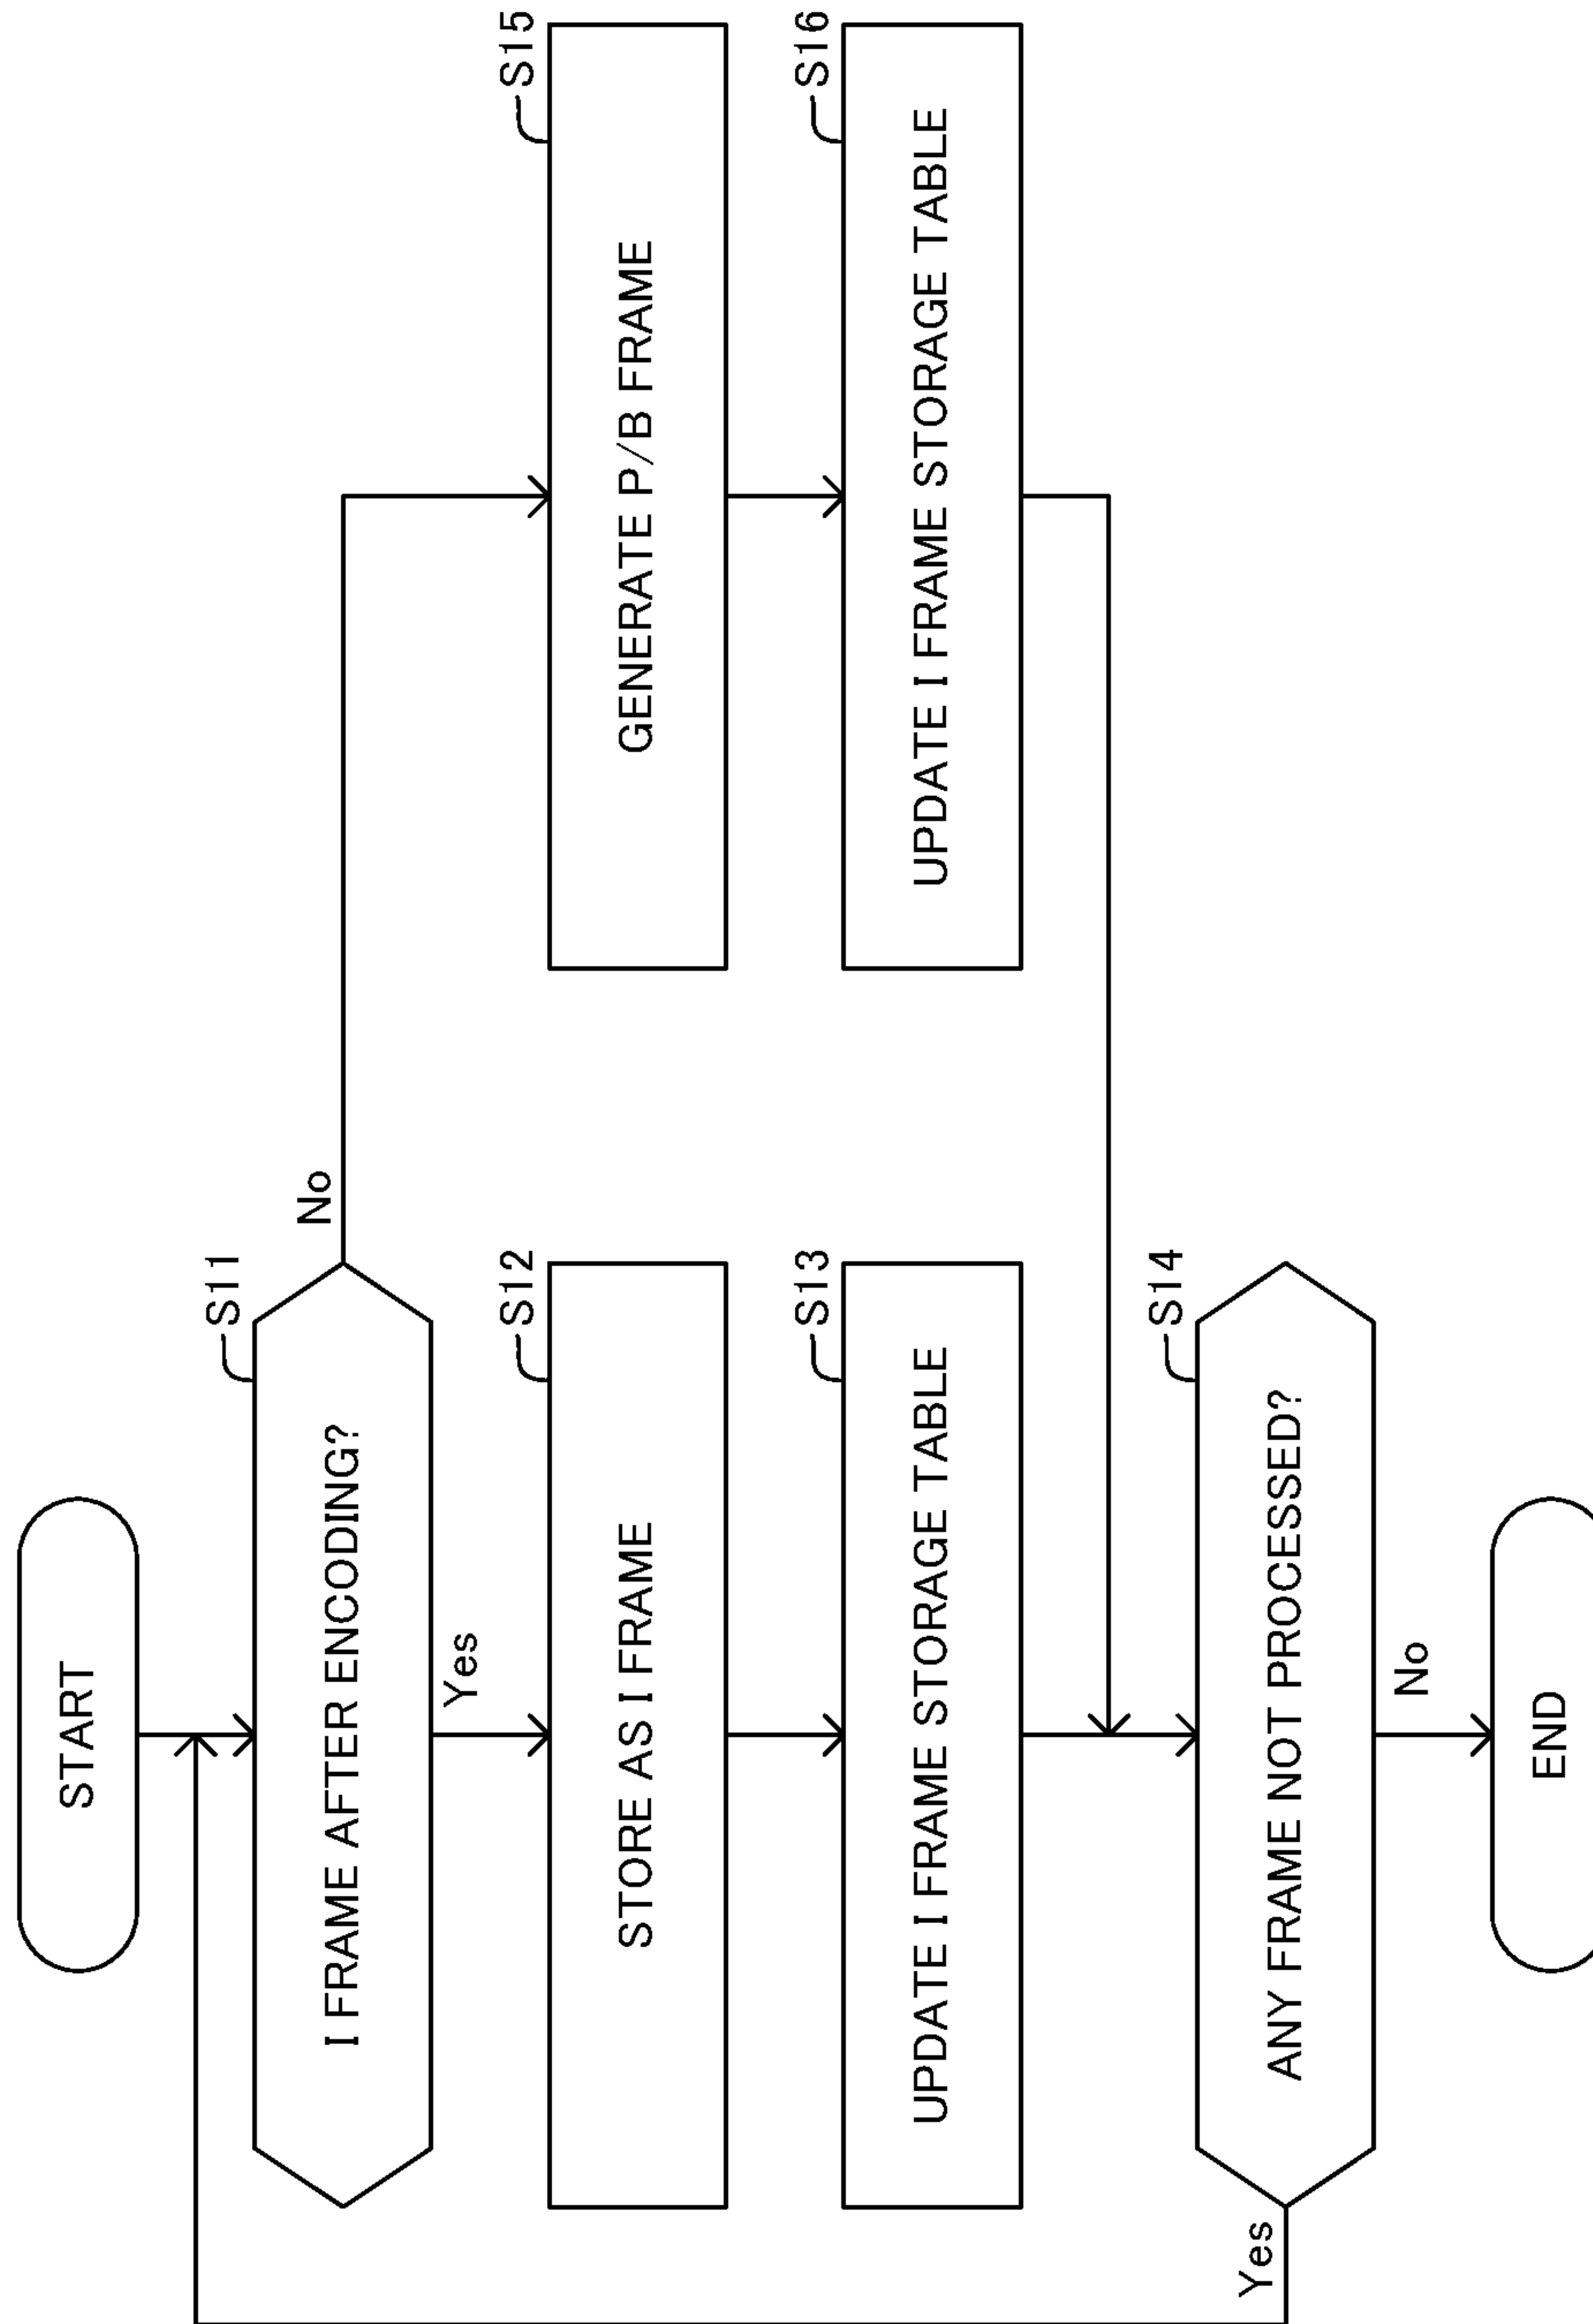 START
S11
I FRAME AFTER ENCODING?
No
Yes
S12
STORE AS I FRAME
S15
GENERATE P/B FRAME
S13
UPDATE I FRAME STORAGE TABLE
S16
UPDATE I FRAME STORAGE TABLE
S14
ANY FRAME NOT PROCESSED?
Yes
No
END